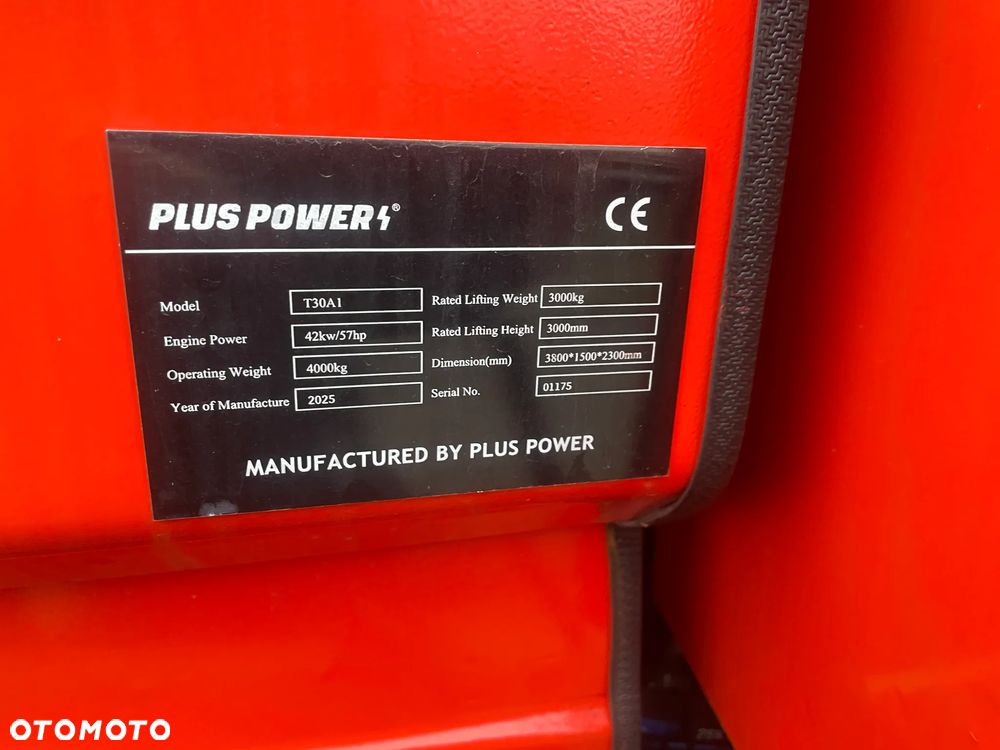 PLUS POWER® CE
Model T30A1 Rated Lifting Weight 3000kg
Engine Power 42kw/57hp Rated Lifting Height 3000mm
Operating Weight 4000kg Dimension(mm) 3800*1500*2300mm
Year of Manufacture 2025 Serial No. 01175
MANUFACTURED BY PLUS POWER
OTOMOTO